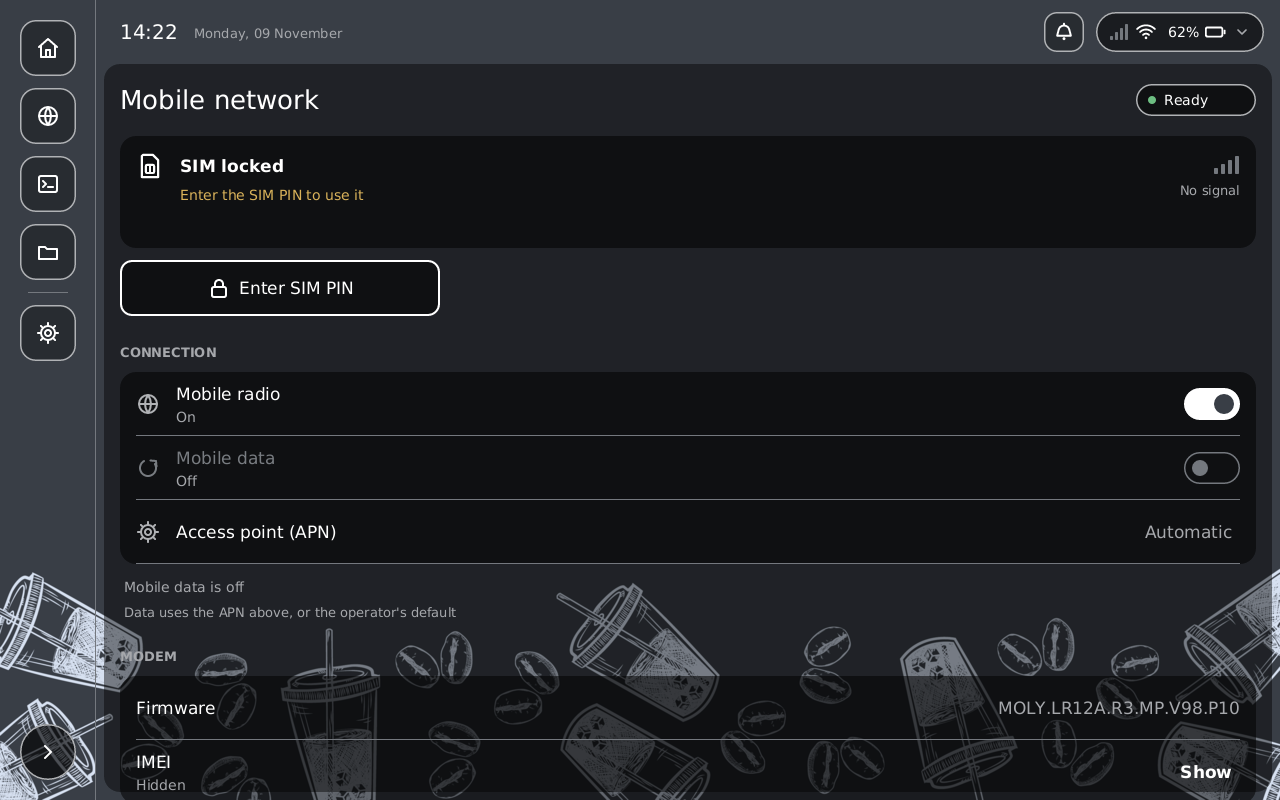 14:22 Monday, 09 November 62%
Mobile network
Ready
SIM locked
Enter the SIM PIN to use it
No signal
Enter SIM PIN
CONNECTION
Mobile radio
On
Mobile data
Off
Access point (APN) Automatic
Mobile data is off
Data uses the APN above, or the operator's default
MODEM
Firmware MOLY.LR12A.R3.MP.V98.P10
IMEI
Hidden
Show